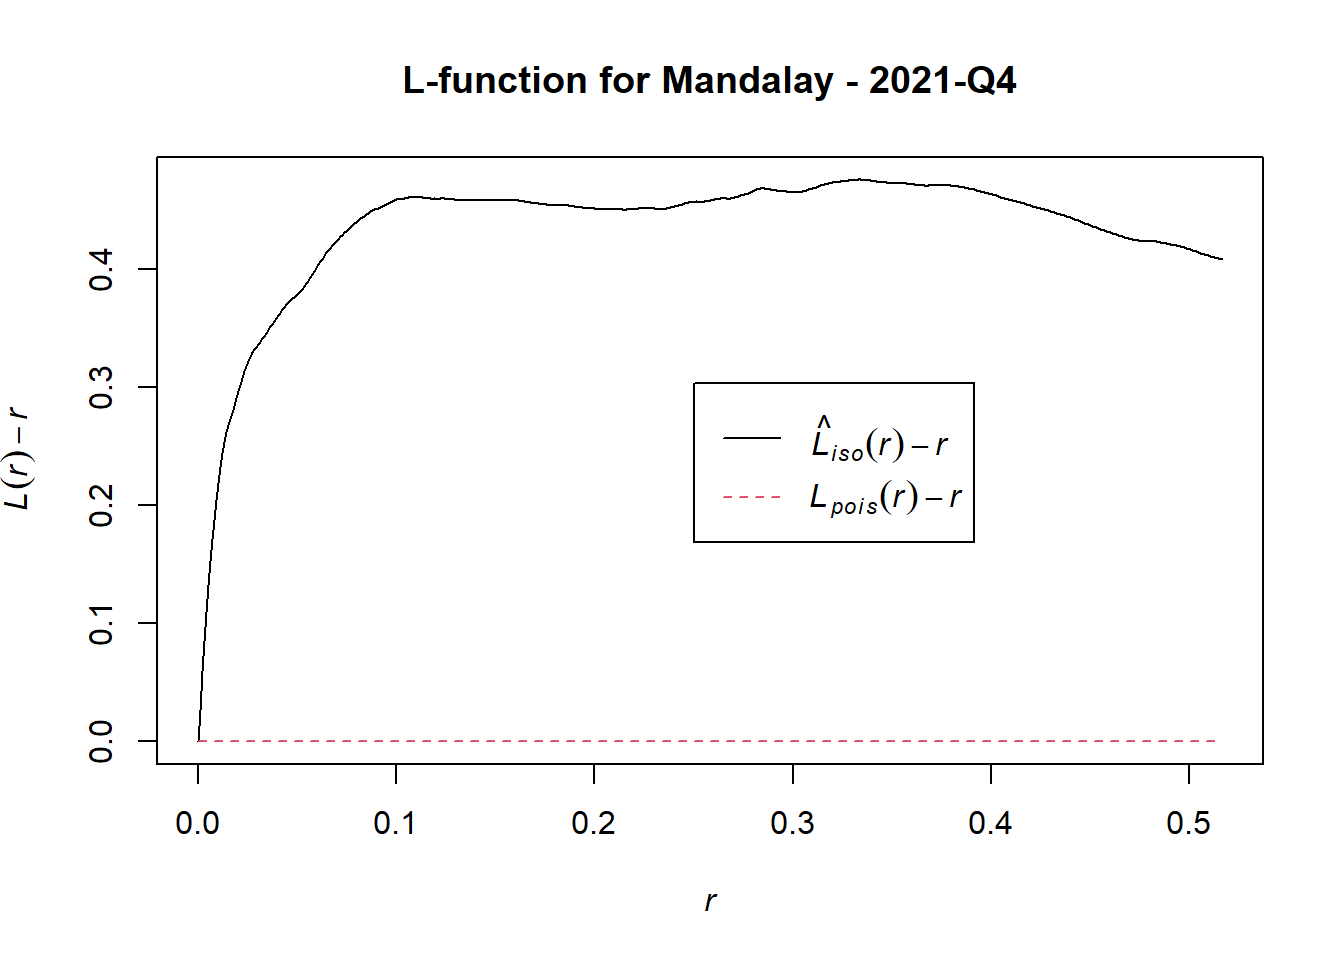 L-function for Mandalay - 2021-Q4
L(r) − r
0.4
0.3
0.2
0.1
0.0
L̂iso(r) − r
Lpois(r) − r
0.0 0.1 0.2 0.3 0.4 0.5
r